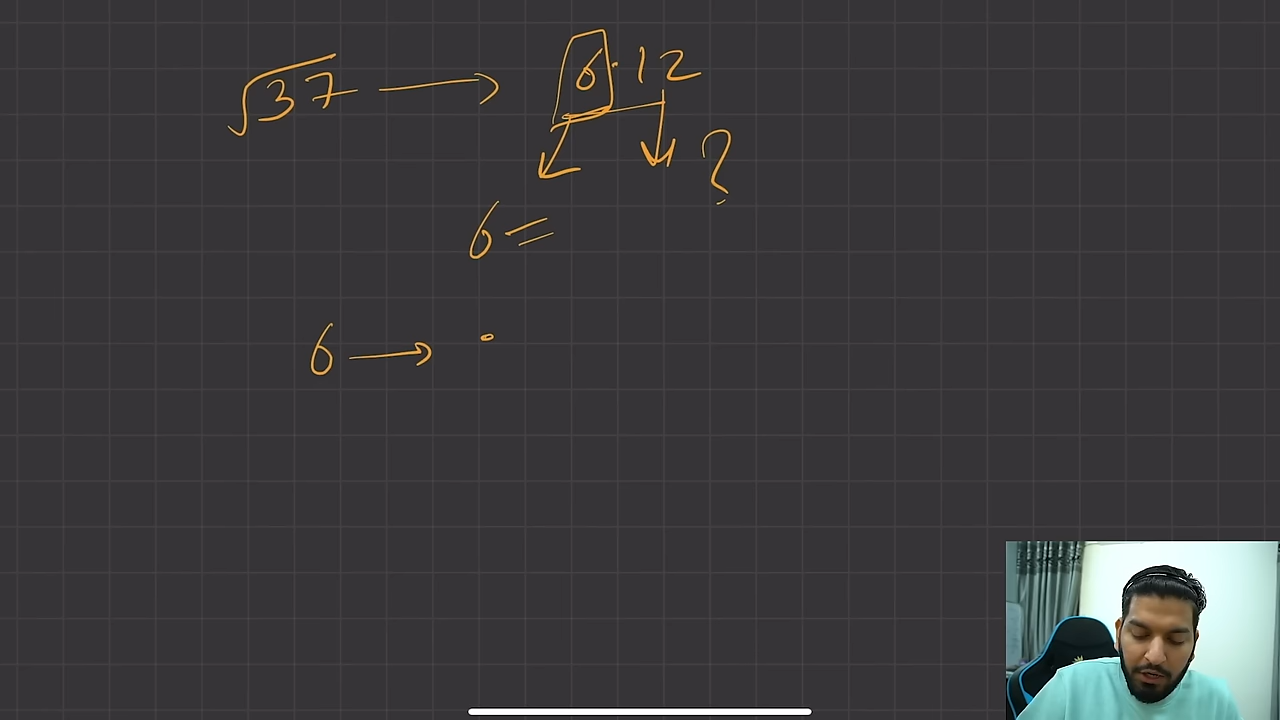 √37 → 6.12
?
6 =
6 →